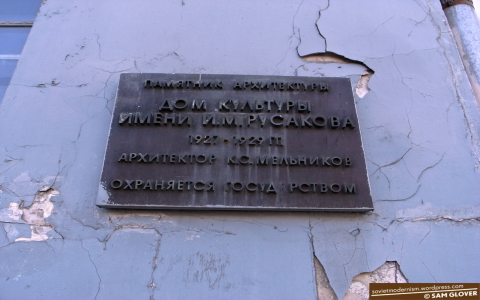 ПАМЯТНИК АРХИТЕКТУРЫ
ДОМ КУЛЬТУРЫ
ИМЕНИ И.М. РУСАКОВА
1927 - 1929 ГГ.
АРХИТЕКТОР К.С. МЕЛЬНИКОВ
ОХРАНЯЕТСЯ ГОСУДАРСТВОМ
sovietmodernism.wordpress.com
© SAM GLOVER